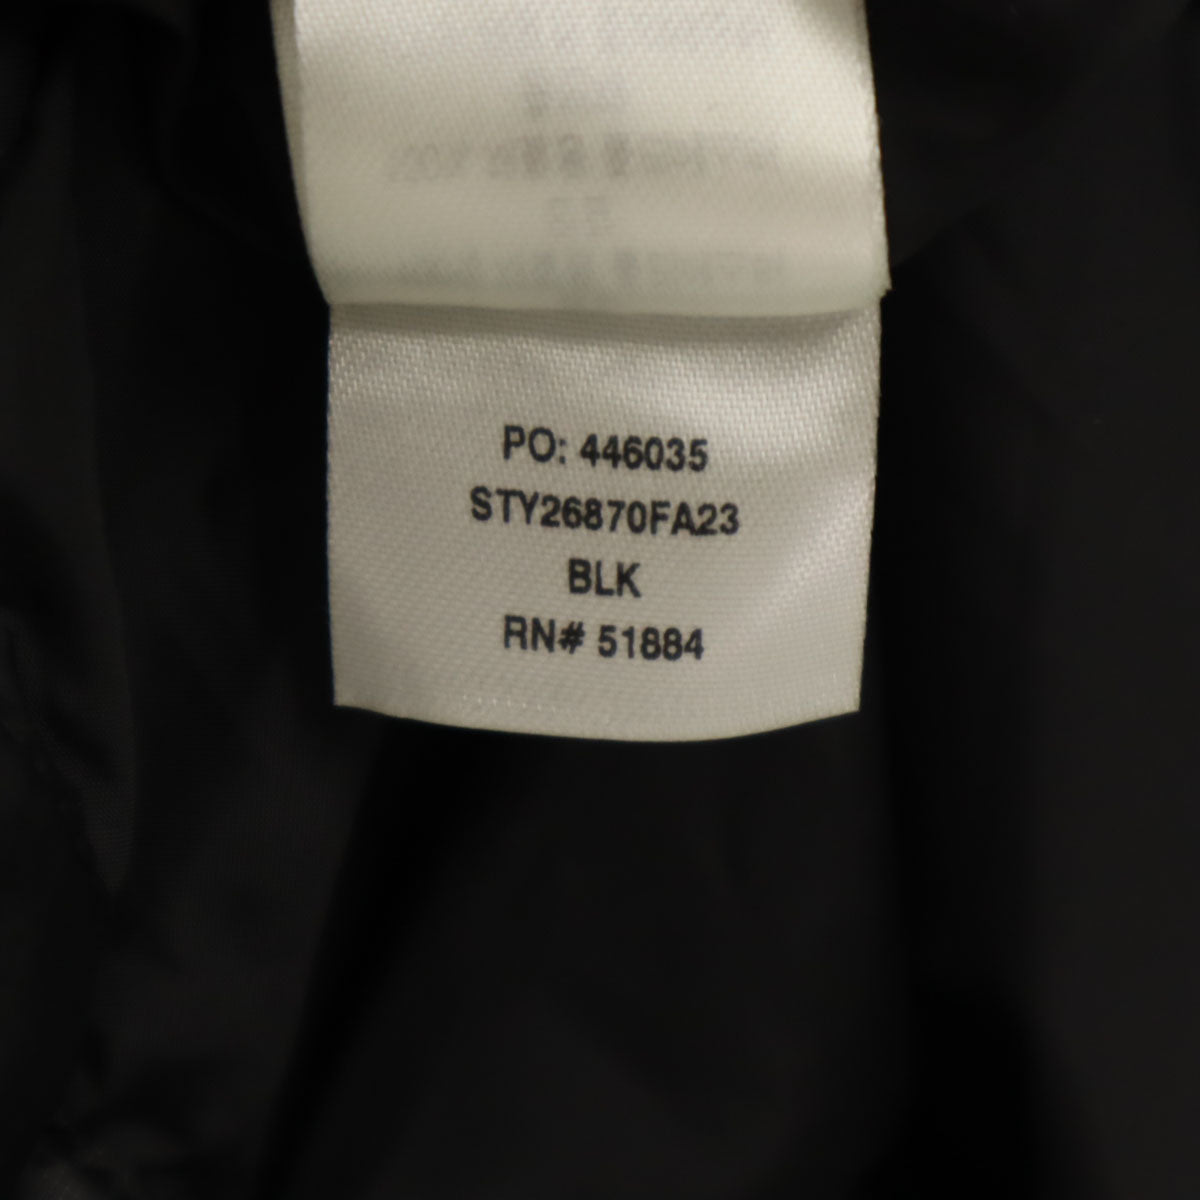 PO: 446035
STY26870FA23
BLK
RN# 51884